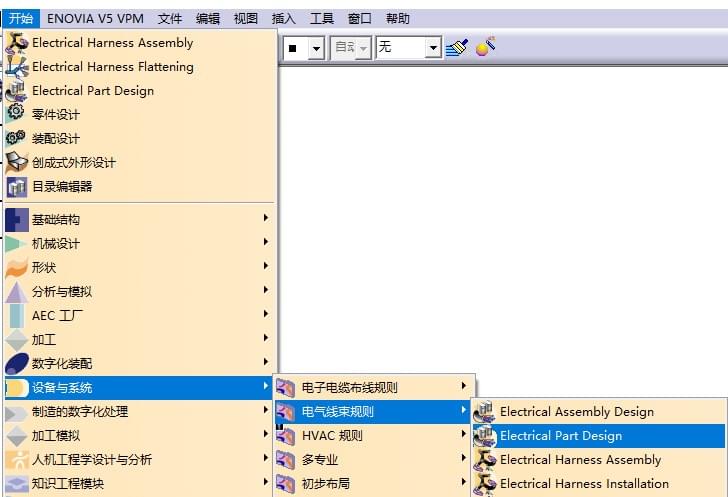 开始 ENOVIA V5 VPM 文件 编辑 视图 插入 工具 窗口 帮助
自动 无
Electrical Harness Assembly
Electrical Harness Flattening
Electrical Part Design
零件设计
装配设计
创成式外形设计
目录编辑器
基础结构
机械设计
形状
分析与模拟
AEC 工厂
加工
数字化装配
设备与系统
制造的数字化处理
加工模拟
人机工程学设计与分析
知识工程模块
电子电缆布线规则
电气线束规则
HVAC 规则
多专业
初步布局
Electrical Assembly Design
Electrical Part Design
Electrical Harness Assembly
Electrical Harness Installation